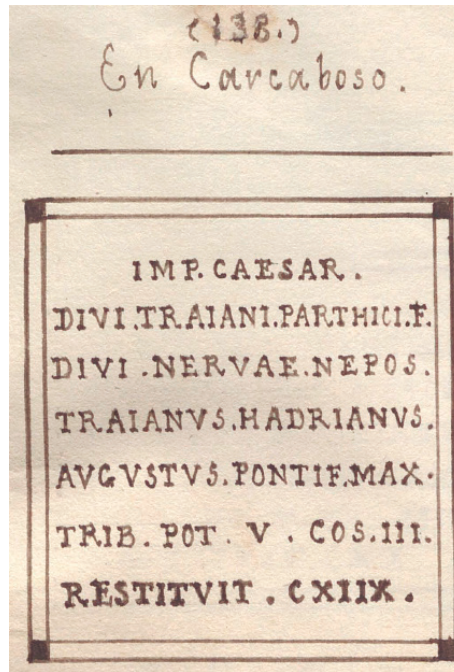 (138.)
En Carcaboso.
IMP. CAESAR.
DIVI.TRAIANI.PARTHICI.F.
DIVI.NERVAE.NEPOS.
TRAIANVS.HADRIANVS.
AVGVSTVS.PONTIF.MAX.
TRIB. POT. V. COS.III.
RESTITVIT. CXIIX.